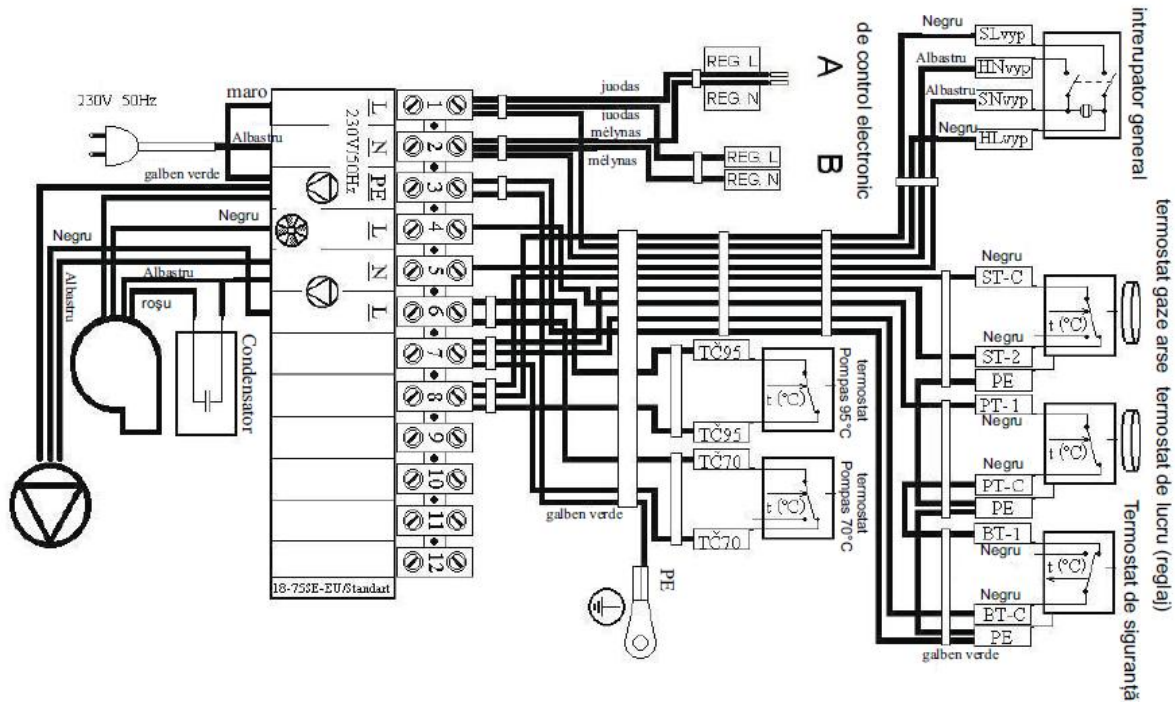 230V 50Hz
maro
Albastru
galben verde
Negru
Negru
Albastru
Albastru
roşu
Condensator
L
N
PE
L
N
L
230V/50Hz
18-75SE-EU/Standart
1
2
3
4
5
6
7
8
9
10
11
12
juodas
juodas
mėlynas
mėlynas
REG. L
REG. N
REG. L
REG. N
A
B
de control electronic
Negru
Albastru
Albastru
Negru
SLvyp
HNvyp
SNvyp
HLvyp
intrerupator general
Negru
ST-C
t (°C)
Negru
ST-2
PE
termostat gaze arse
PT-1
Negru
t (°C)
Negru
PT-C
PE
termostat de lucru (reglaj)
BT-1
Negru
t (°C)
Negru
BT-C
PE
galben verde
Termostat de siguranţă
TČ95
t (°C)
TČ95
termostat
Pompas 95°C
TČ70
t (°C)
TČ70
termostat
Pompas 70°C
galben verde
PE